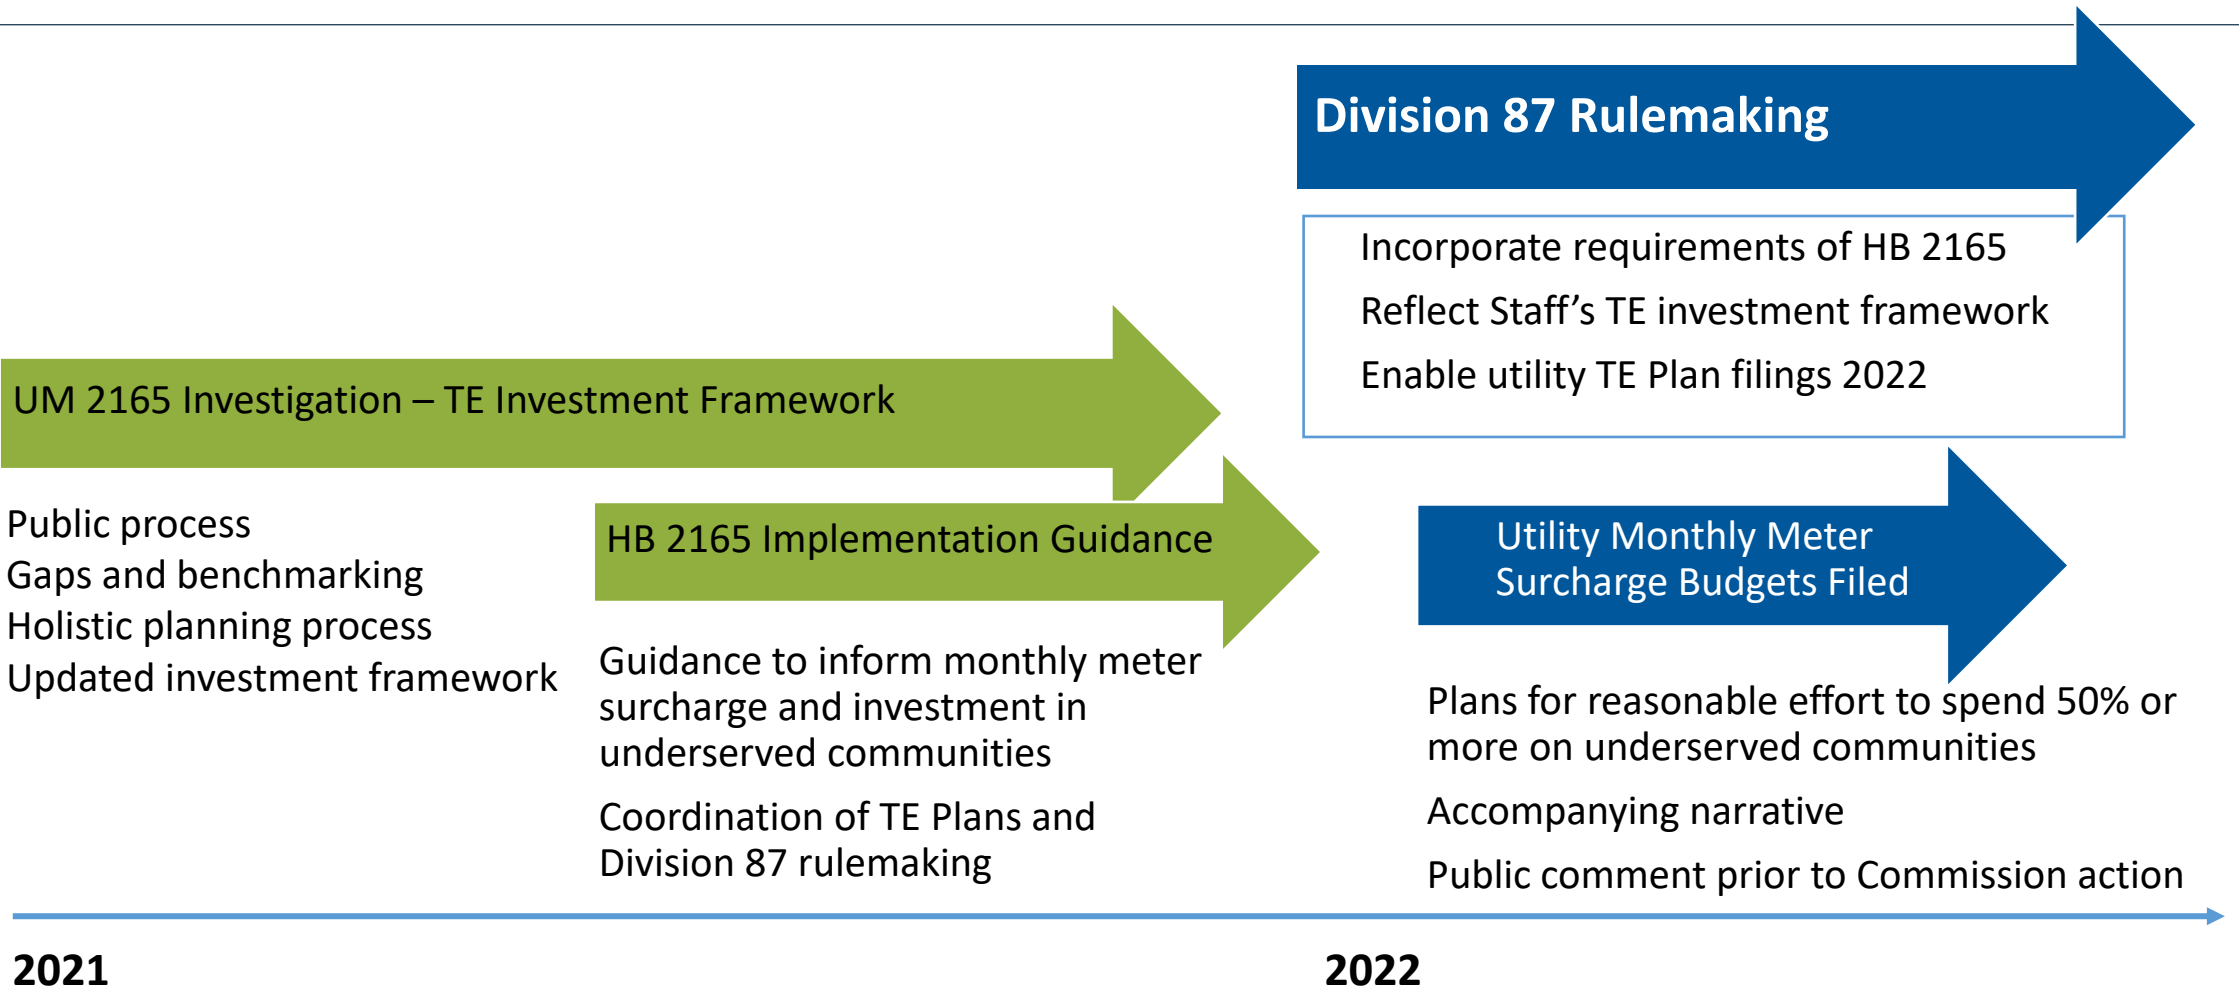 Division 87 Rulemaking
Incorporate requirements of HB 2165
Reflect Staff’s TE investment framework
Enable utility TE Plan filings 2022
UM 2165 Investigation – TE Investment Framework
Public process
Gaps and benchmarking
Holistic planning process
Updated investment framework
HB 2165 Implementation Guidance
Guidance to inform monthly meter
surcharge and investment in
underserved communities
Coordination of TE Plans and
Division 87 rulemaking
Utility Monthly Meter
Surcharge Budgets Filed
Plans for reasonable effort to spend 50% or
more on underserved communities
Accompanying narrative
Public comment prior to Commission action
2021
2022